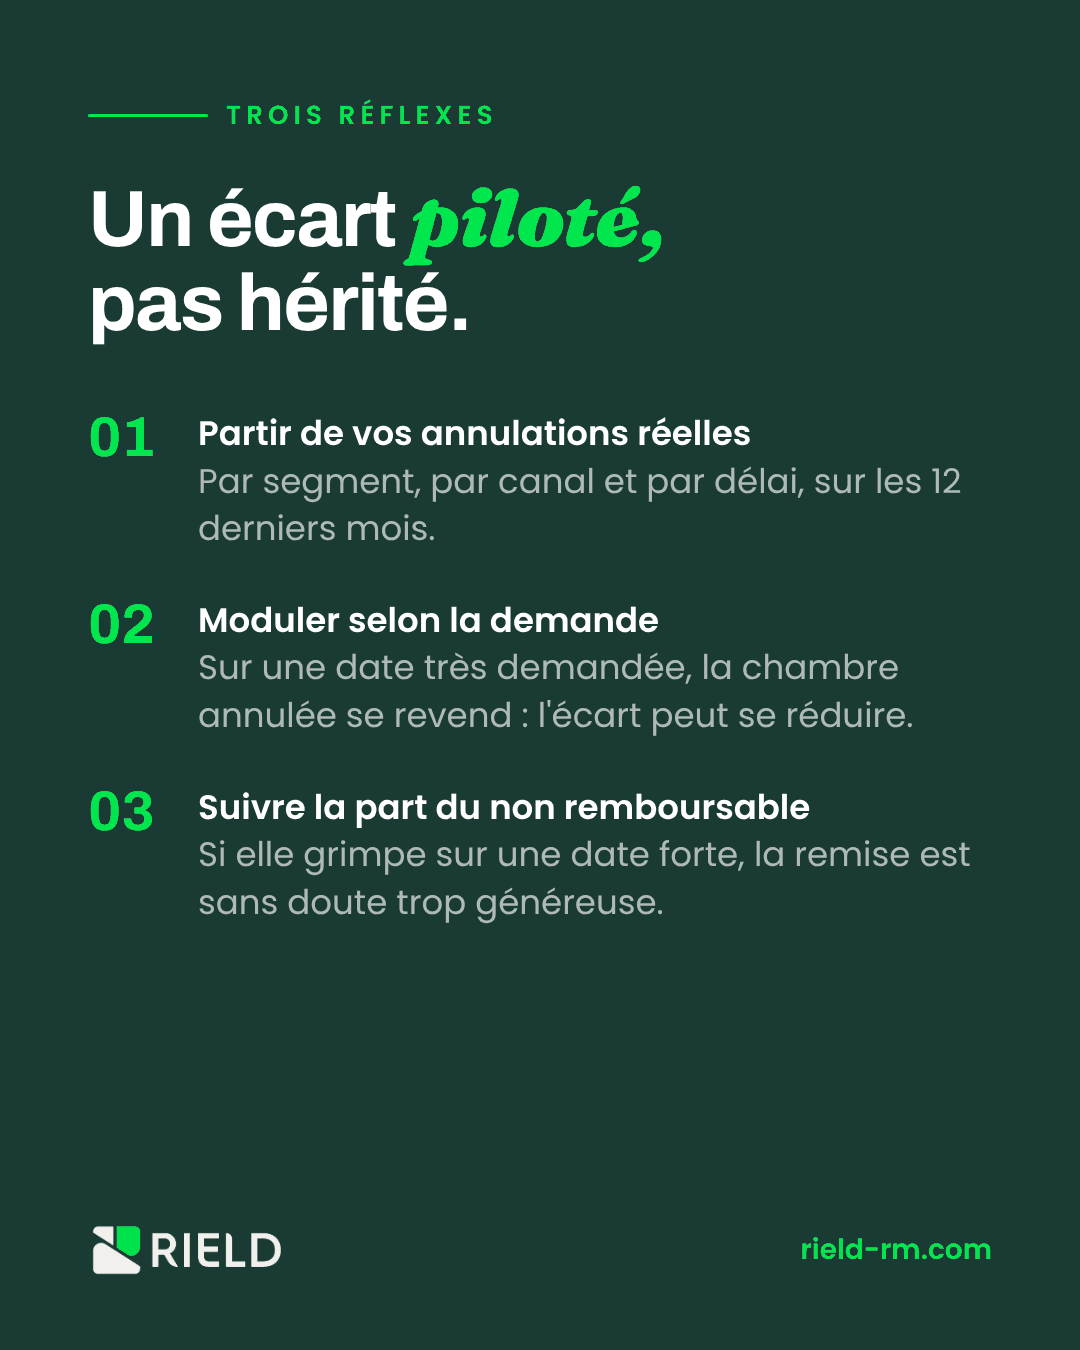 TROIS RÉFLEXES
Un écart piloté,
pas hérité.
01 Partir de vos annulations réelles
Par segment, par canal et par délai, sur les 12
derniers mois.
02 Moduler selon la demande
Sur une date très demandée, la chambre
annulée se revend : l'écart peut se réduire.
03 Suivre la part du non remboursable
Si elle grimpe sur une date forte, la remise est
sans doute trop généreuse.
RIELD
rield-rm.com